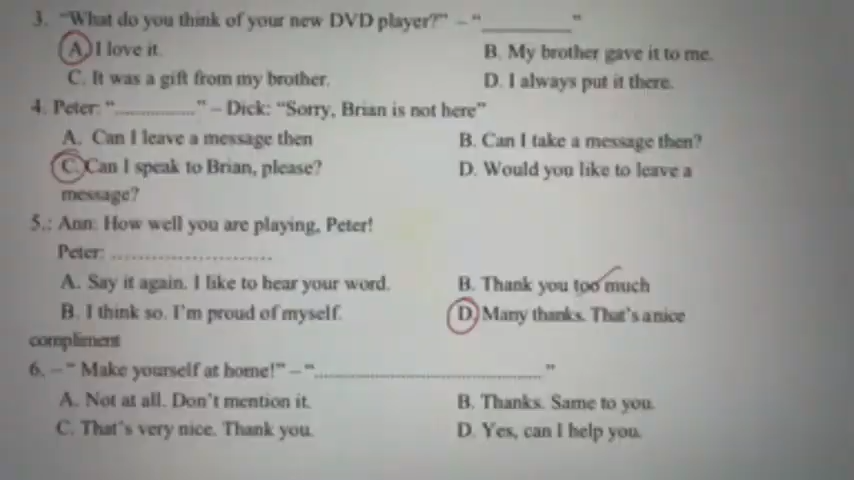 3. "What do you think of your new DVD player?" – "__________"
A. I love it. B. My brother gave it to me.
C. It was a gift from my brother. D. I always put it there.
4. Peter: "..............." – Dick: "Sorry, Brian is not here"
A. Can I leave a message then B. Can I take a message then?
C. Can I speak to Brian, please? D. Would you like to leave a
message?
5.: Ann: How well you are playing, Peter!
Peter: ..............................
A. Say it again. I like to hear your word. B. Thank you too much
B. I think so. I'm proud of myself. D. Many thanks. That's a nice
compliment
6. – " Make yourself at home!" – ".........................................."
A. Not at all. Don't mention it. B. Thanks. Same to you.
C. That's very nice. Thank you. D. Yes, can I help you.